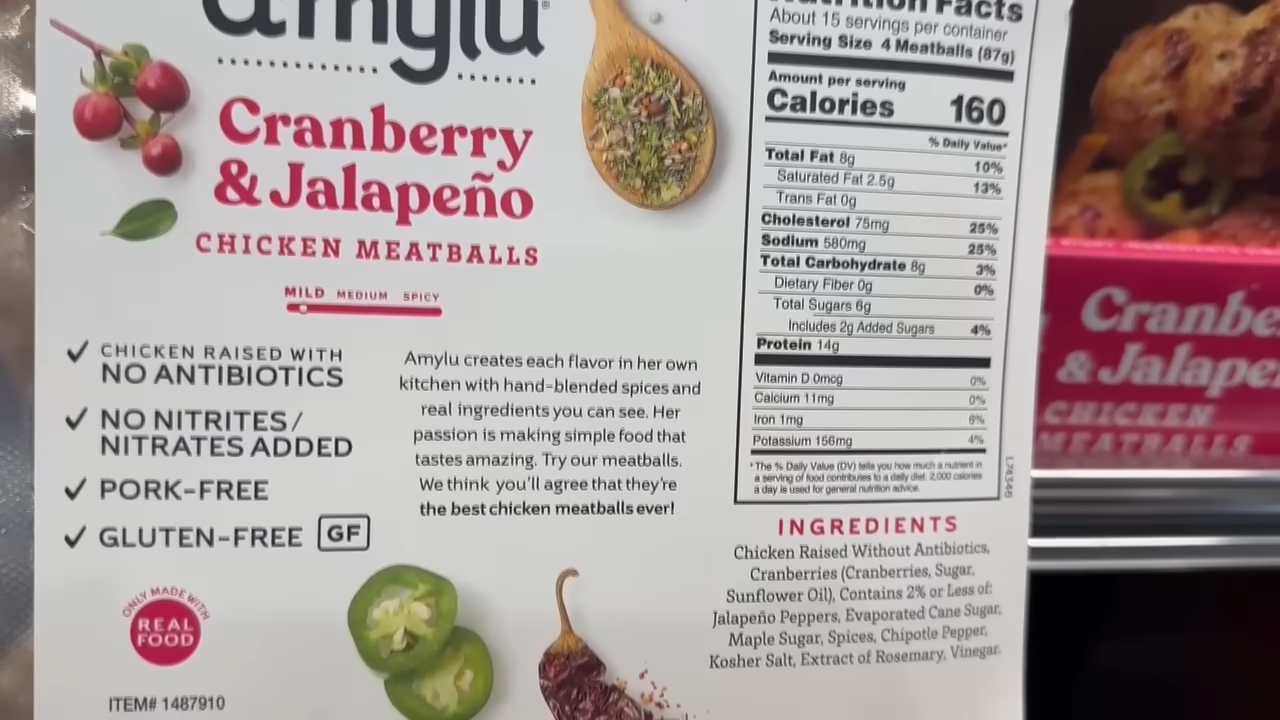 amylu
Cranberry
& Jalapeño
CHICKEN MEATBALLS
MILD MEDIUM SPICY
✓ CHICKEN RAISED WITH
NO ANTIBIOTICS
✓ NO NITRITES/
NITRATES ADDED
✓ PORK-FREE
✓ GLUTEN-FREE GF
ONLY MADE WITH
REAL
FOOD
ITEM# 1487910
Amylu creates each flavor in her own
kitchen with hand-blended spices and
real ingredients you can see. Her
passion is making simple food that
tastes amazing. Try our meatballs.
We think you'll agree that they're
the best chicken meatballs ever!
Nutrition Facts
About 15 servings per container
Serving Size 4 Meatballs (87g)
Amount per serving
Calories 160
% Daily Value*
Total Fat 8g 10%
Saturated Fat 2.5g 13%
Trans Fat 0g
Cholesterol 75mg 25%
Sodium 580mg 25%
Total Carbohydrate 8g 3%
Dietary Fiber 0g 0%
Total Sugars 6g
Includes 2g Added Sugars 4%
Protein 14g
Vitamin D 0mcg 0%
Calcium 11mg 0%
Iron 1mg 6%
Potassium 156mg 4%
* The % Daily Value (DV) tells you how much a nutrient in
a serving of food contributes to a daily diet. 2,000 calories
a day is used for general nutrition advice.
INGREDIENTS
Chicken Raised Without Antibiotics,
Cranberries (Cranberries, Sugar,
Sunflower Oil), Contains 2% or Less of:
Jalapeño Peppers, Evaporated Cane Sugar,
Maple Sugar, Spices, Chipotle Pepper,
Kosher Salt, Extract of Rosemary, Vinegar.
Cranbe
& Jalape
CHICKEN
MEATBALLS